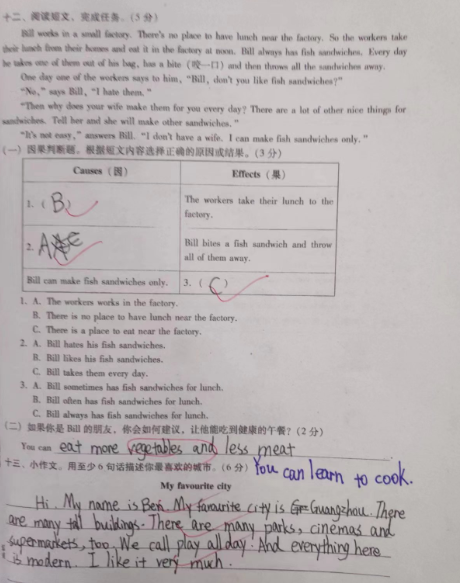 十二、阅读短文，完成任务。(5 分)
Bill works in a small factory. There's no place to have lunch near the factory. So the workers take
their lunch from their homes and eat it in the factory at noon. Bill always has fish sandwiches. Every day
he takes one of them out of his bag, has a bite (咬一口) and then throws all the sandwiches away.
One day one of the workers says to him, "Bill, don't you like fish sandwiches?"
"No," says Bill, "I hate them."
"Then why does your wife make them for you every day? There are a lot of other nice things for
sandwiches. Tell her and she will make other sandwiches."
"It's not easy," answers Bill. "I don't have a wife. I can make fish sandwiches only."
(一) 因果判断题。根据短文内容选择正确的原因或结果。(3 分)
Causes (因) Effects (果)
1. ( B ) The workers take their lunch to the
factory.
2. A Bill bites a fish sandwich and throw
all of them away.
Bill can make fish sandwiches only. 3. ( C )
1. A. The workers works in the factory.
B. There is no place to have lunch near the factory.
C. There is a place to eat near the factory.
2. A. Bill hates his fish sandwiches.
B. Bill likes his fish sandwiches.
C. Bill takes them every day.
3. A. Bill sometimes has fish sandwiches for lunch.
B. Bill often has fish sandwiches for lunch.
C. Bill always has fish sandwiches for lunch.
(二) 如果你是 Bill 的朋友，你会如何建议，让他能吃到健康的午餐？(2 分)
You can eat more vegetables and less meat
You can learn to cook.
十三、小作文。用至少 6 句话描述你最喜欢的城市。(6 分)
My favourite city
Hi. My name is Ben. My favourite city is Guangzhou. There
are many tall buildings. There are many parks, cinemas and
supermarkets, too. We call play all day. And everything here
is modern. I like it very much.